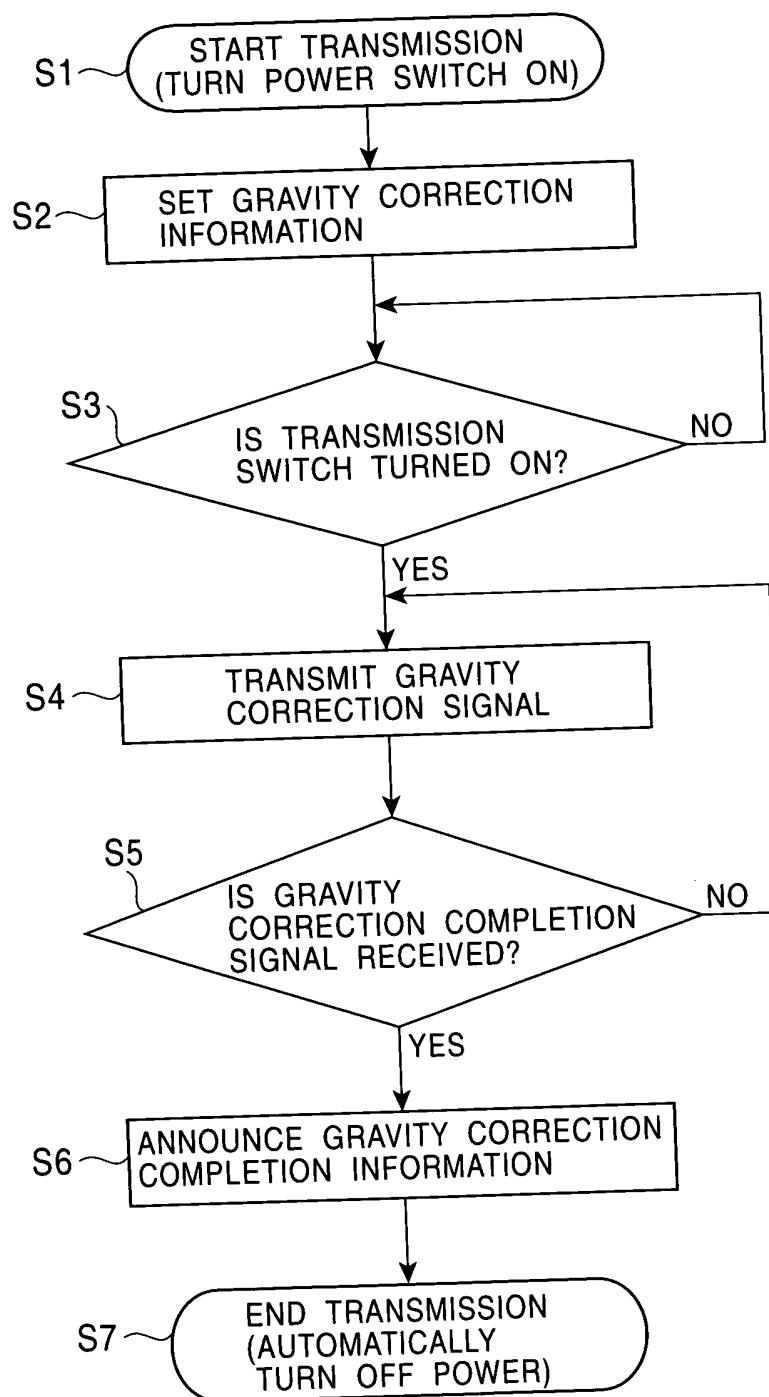 S1
START TRANSMISSION
(TURN POWER SWITCH ON)
S2
SET GRAVITY CORRECTION
INFORMATION
S3
IS TRANSMISSION
SWITCH TURNED ON?
NO
YES
S4
TRANSMIT GRAVITY
CORRECTION SIGNAL
S5
IS GRAVITY
CORRECTION COMPLETION
SIGNAL RECEIVED?
NO
YES
S6
ANNOUNCE GRAVITY CORRECTION
COMPLETION INFORMATION
S7
END TRANSMISSION
(AUTOMATICALLY
TURN OFF POWER)